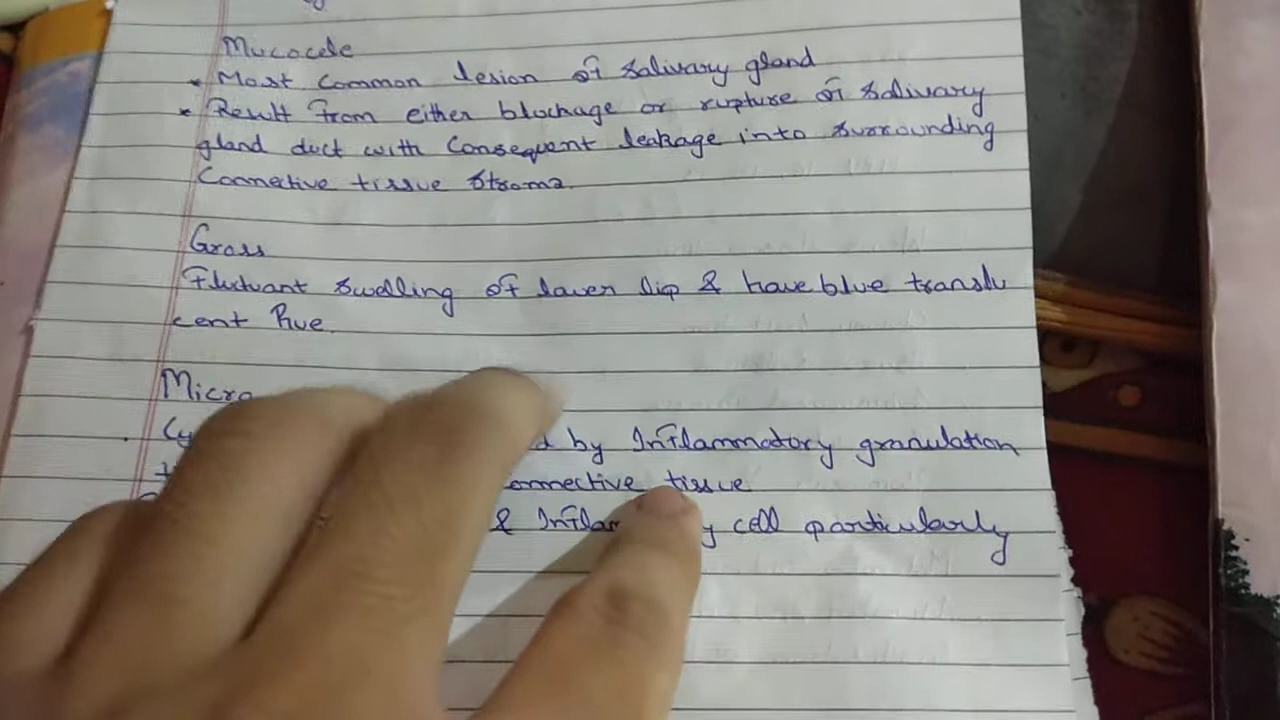 Mucocele
* Most common lesion of salivary gland
* Result from either blockage or rupture of salivary
gland duct with consequent leakage into surrounding
Connective tissue stroma.
Gross
Fluctuant swelling of lower lip & have blue translu
cent hue.
Micro
by Inflammatory granulation
connective tissue
& cell particularly